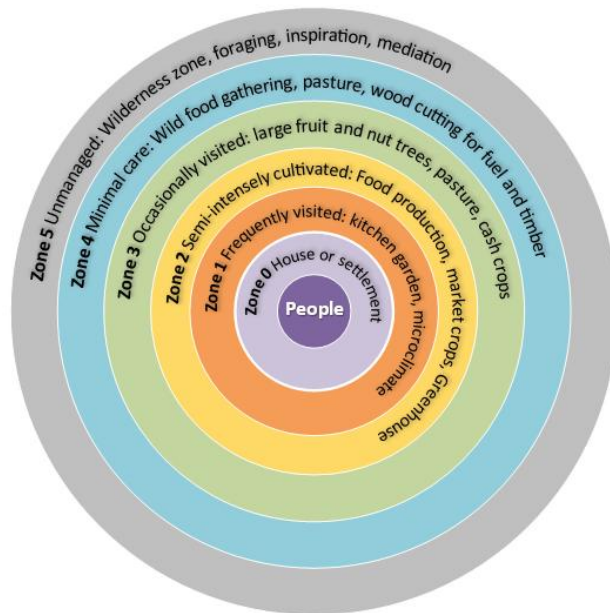 Zone 5 Unmanaged: Wilderness zone, foraging, inspiration, mediation
Zone 4 Minimal care: Wild food gathering, pasture, wood cutting for fuel and timber
Zone 3 Occasionally visited: large fruit and nut trees, pasture, cash crops
Zone 2 Semi-intensely cultivated: Food production, market crops, Greenhouse
Zone 1 Frequently visited: kitchen garden, microclimate
Zone 0 House or settlement
People